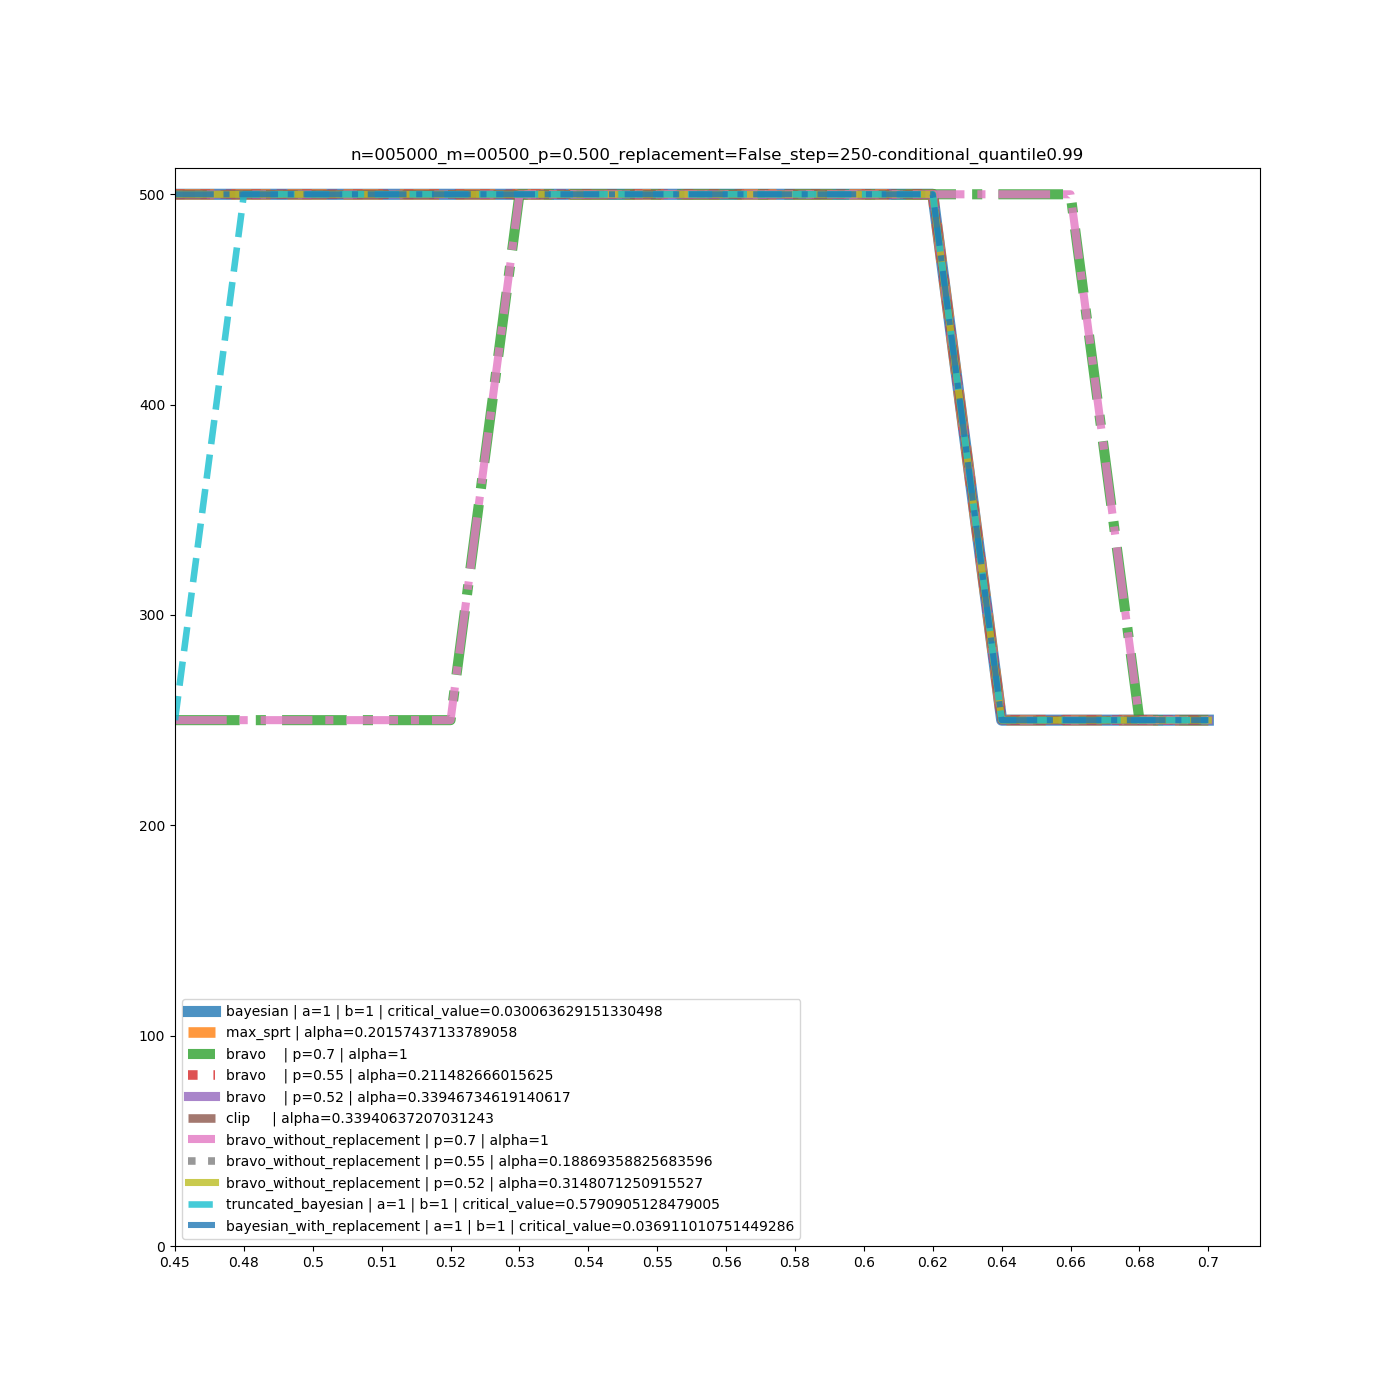 n=005000_m=00500_p=0.500_replacement=False_step=250-conditional_quantile0.99
500
400
300
200
100
0
bayesian | a=1 | b=1 | critical_value=0.030063629151330498
max_sprt | alpha=0.20157437133789058
bravo | p=0.7 | alpha=1
bravo | p=0.55 | alpha=0.211482666015625
bravo | p=0.52 | alpha=0.33946734619140617
clip | alpha=0.33940637207031243
bravo_without_replacement | p=0.7 | alpha=1
bravo_without_replacement | p=0.55 | alpha=0.18869358825683596
bravo_without_replacement | p=0.52 | alpha=0.3148071250915527
truncated_bayesian | a=1 | b=1 | critical_value=0.5790905128479005
bayesian_with_replacement | a=1 | b=1 | critical_value=0.036911010751449286
0.45 0.48 0.5 0.51 0.52 0.53 0.54 0.55 0.56 0.58 0.6 0.62 0.64 0.66 0.68 0.7